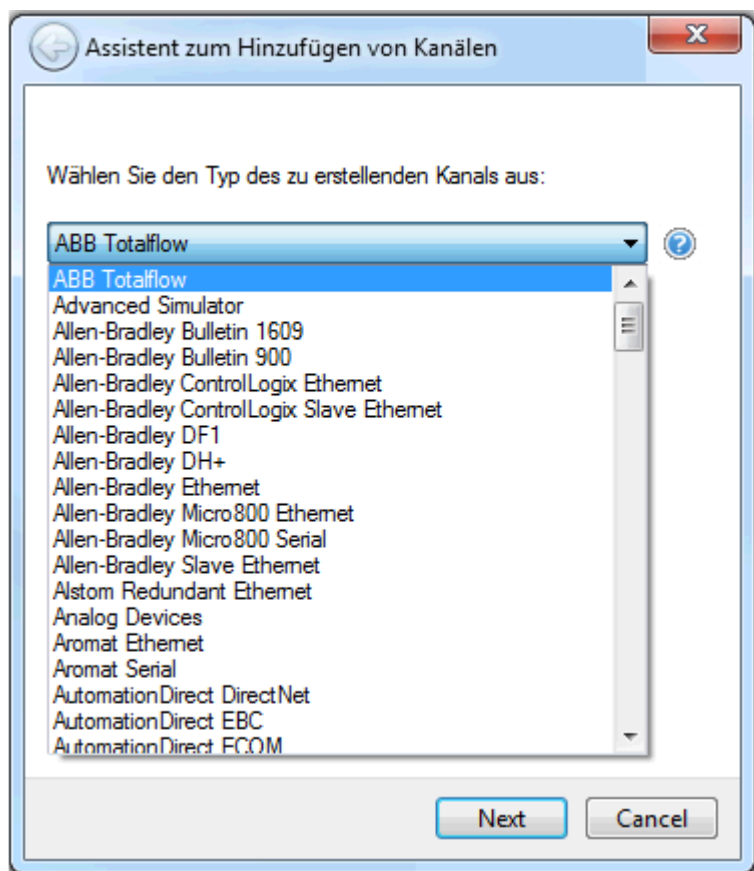 Assistent zum Hinzufügen von Kanälen
Wählen Sie den Typ des zu erstellenden Kanals aus:
ABB Totalflow
ABB Totalflow
Advanced Simulator
Allen-Bradley Bulletin 1609
Allen-Bradley Bulletin 900
Allen-Bradley ControlLogix Ethernet
Allen-Bradley ControlLogix Slave Ethernet
Allen-Bradley DF1
Allen-Bradley DH+
Allen-Bradley Ethernet
Allen-Bradley Micro800 Ethernet
Allen-Bradley Micro800 Serial
Allen-Bradley Slave Ethernet
Alstom Redundant Ethernet
Analog Devices
Aromat Ethernet
Aromat Serial
AutomationDirect DirectNet
AutomationDirect EBC
AutomationDirect ECOM
Next Cancel